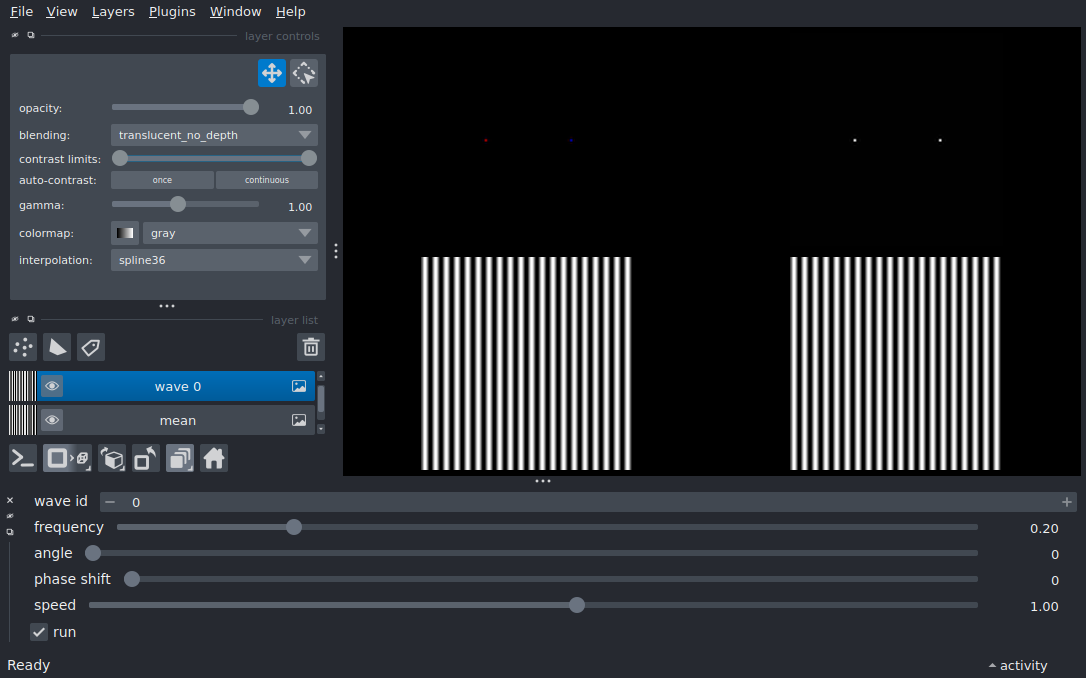 File View Layers Plugins Window Help
layer controls
opacity: 1.00
blending: translucent_no_depth
contrast limits:
auto-contrast: once continuous
gamma: 1.00
colormap: gray
interpolation: spline36
layer list
wave 0
mean
wave id 0
frequency 0.20
angle 0
phase shift 0
speed 1.00
run
Ready activity